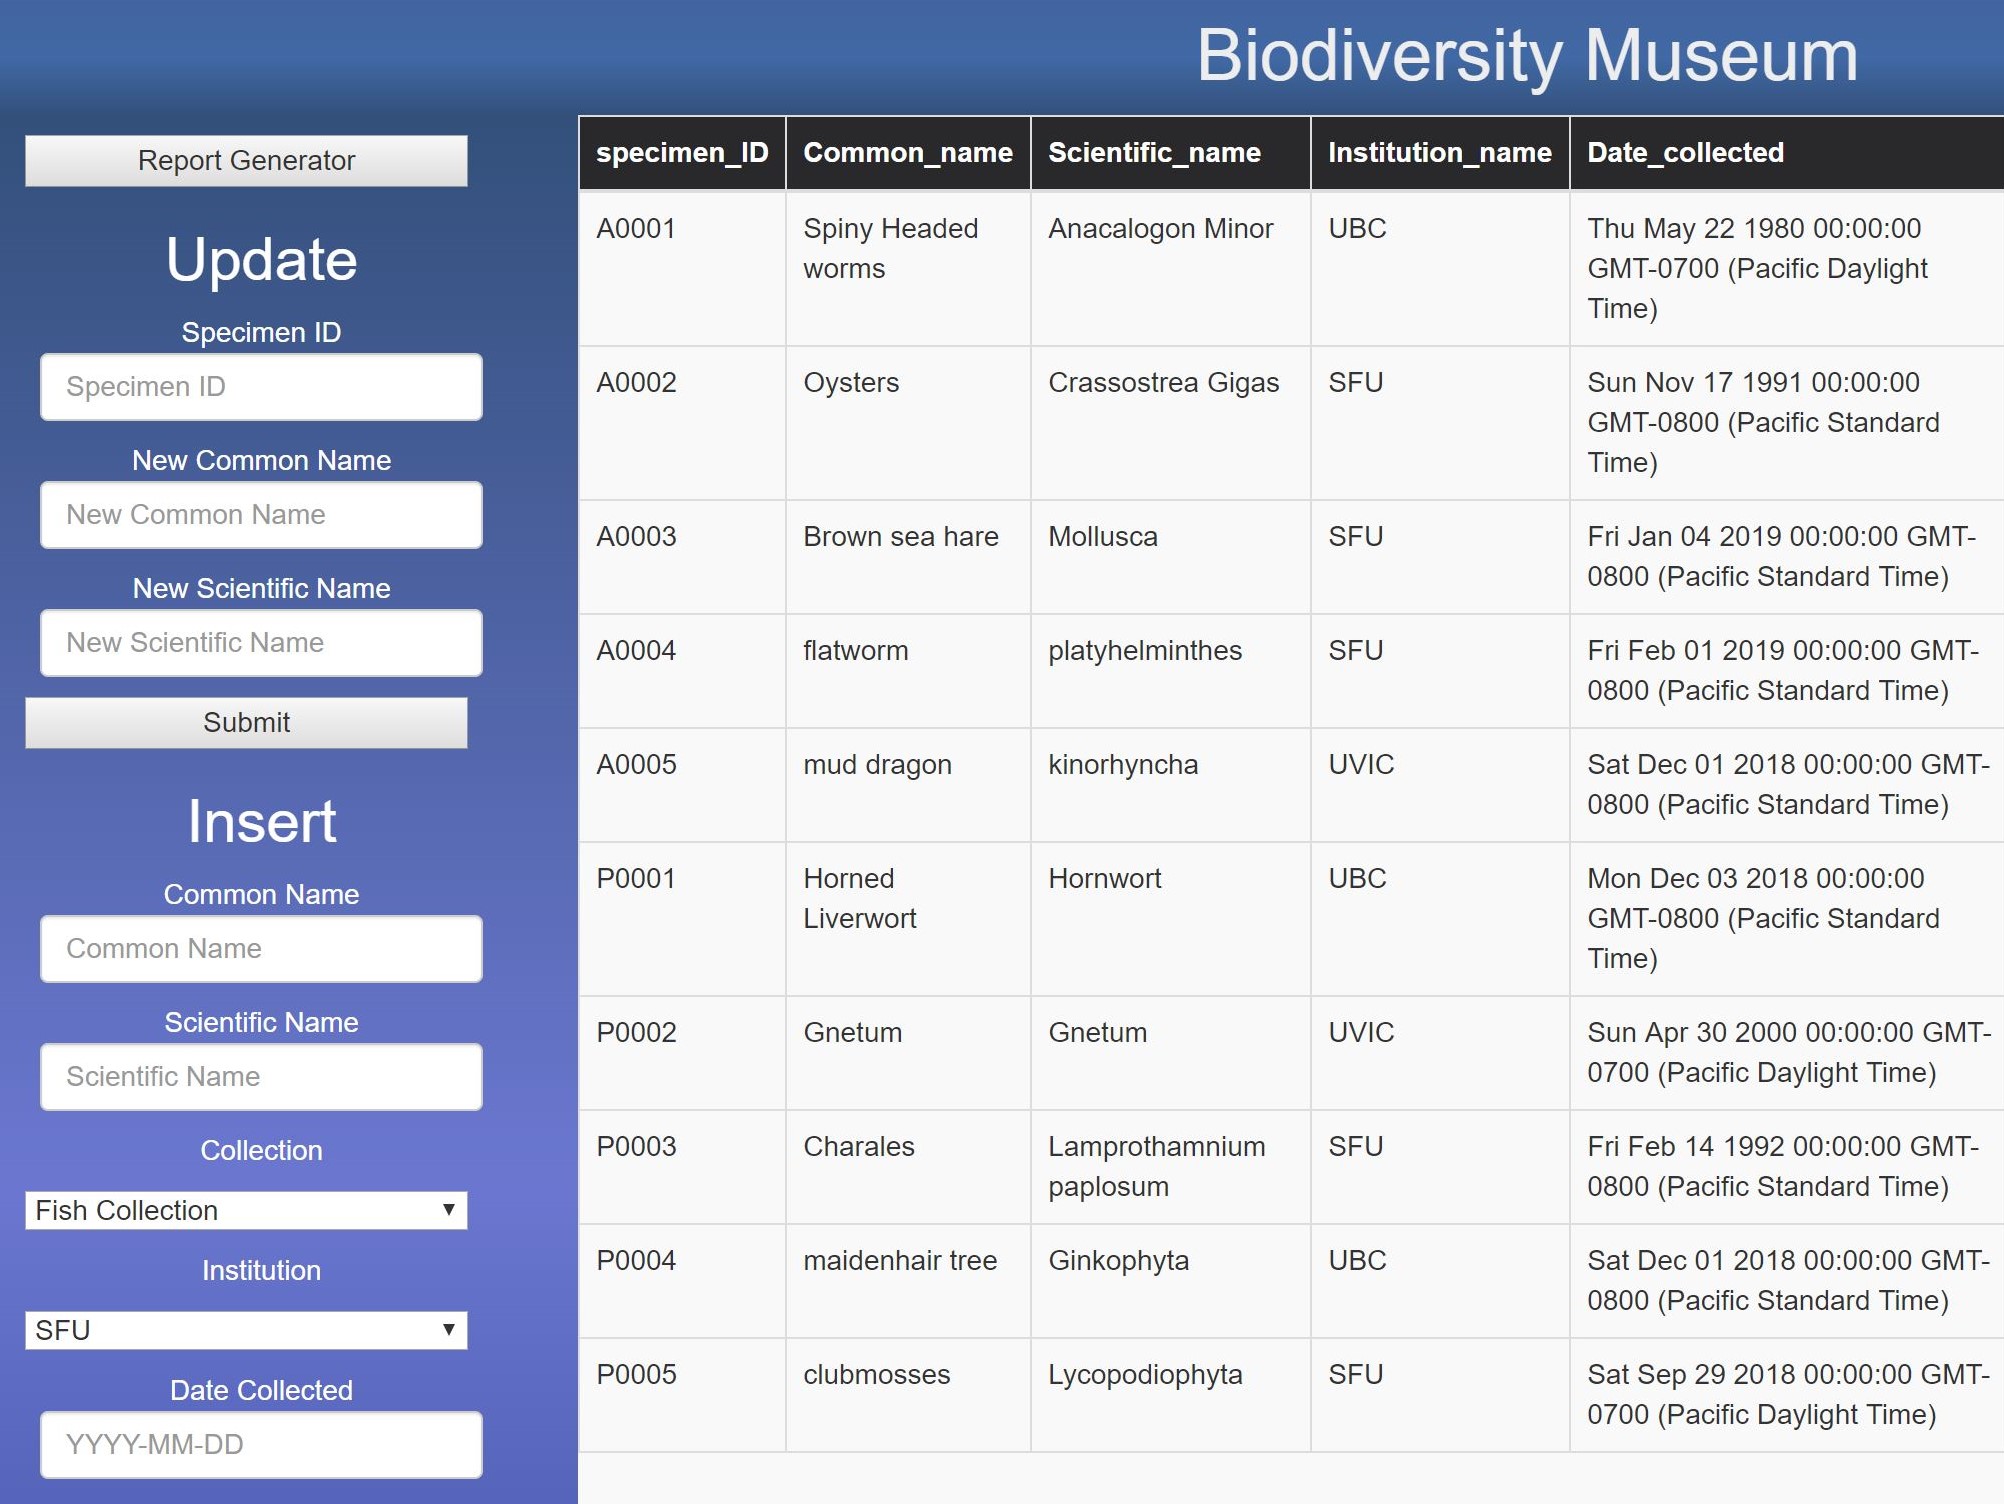 Biodiversity Museum
Report Generator
Update
Specimen ID
Specimen ID
New Common Name
New Common Name
New Scientific Name
New Scientific Name
Submit
Insert
Common Name
Common Name
Scientific Name
Scientific Name
Collection
Fish Collection
Institution
SFU
Date Collected
YYYY-MM-DD
specimen_ID Common_name Scientific_name Institution_name Date_collected
A0001 Spiny Headed Anacalogon Minor UBC Thu May 22 1980 00:00:00
worms GMT-0700 (Pacific Daylight
Time)
A0002 Oysters Crassostrea Gigas SFU Sun Nov 17 1991 00:00:00
GMT-0800 (Pacific Standard
Time)
A0003 Brown sea hare Mollusca SFU Fri Jan 04 2019 00:00:00 GMT-
0800 (Pacific Standard Time)
A0004 flatworm platyhelminthes SFU Fri Feb 01 2019 00:00:00 GMT-
0800 (Pacific Standard Time)
A0005 mud dragon kinorhyncha UVIC Sat Dec 01 2018 00:00:00 GMT-
0800 (Pacific Standard Time)
P0001 Horned Hornwort UBC Mon Dec 03 2018 00:00:00
Liverwort GMT-0800 (Pacific Standard
Time)
P0002 Gnetum Gnetum UVIC Sun Apr 30 2000 00:00:00 GMT-
0700 (Pacific Daylight Time)
P0003 Charales Lamprothamnium SFU Fri Feb 14 1992 00:00:00 GMT-
paplosum 0800 (Pacific Standard Time)
P0004 maidenhair tree Ginkophyta UBC Sat Dec 01 2018 00:00:00 GMT-
0800 (Pacific Standard Time)
P0005 clubmosses Lycopodiophyta SFU Sat Sep 29 2018 00:00:00 GMT-
0700 (Pacific Daylight Time)